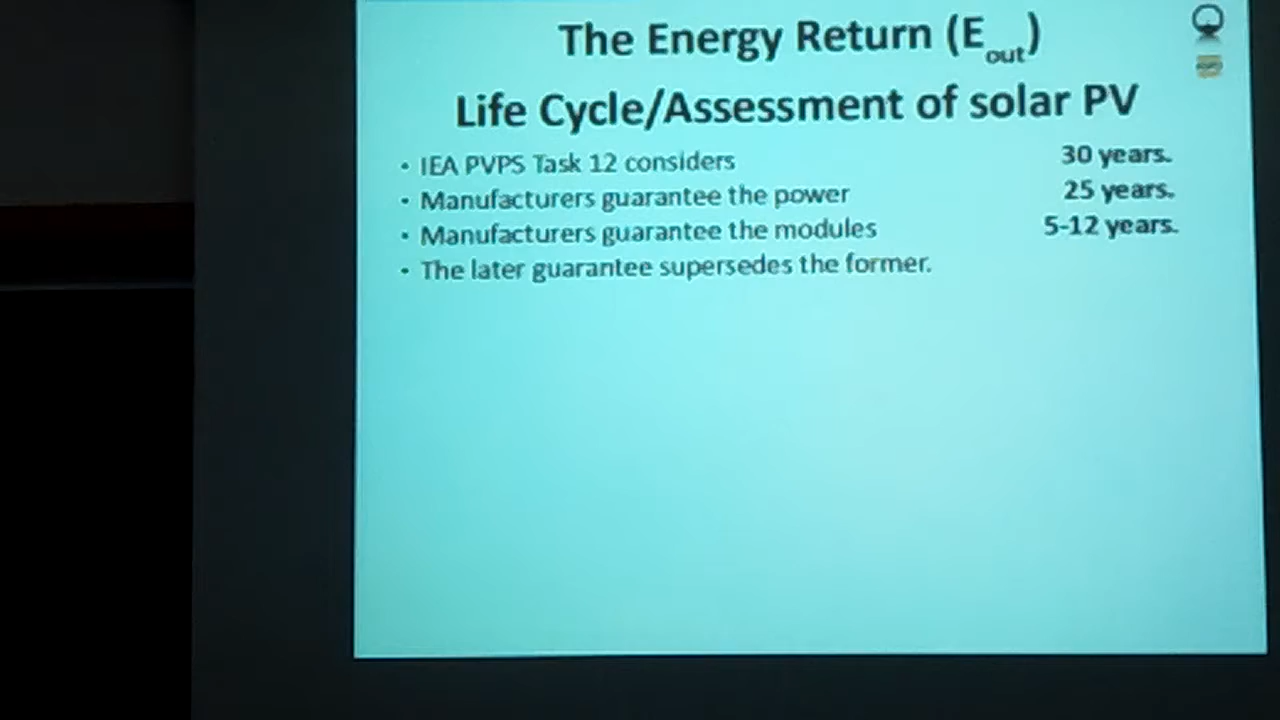 The Energy Return (E out)
Life Cycle/Assessment of solar PV
• IEA PVPS Task 12 considers 30 years.
• Manufacturers guarantee the power 25 years.
• Manufacturers guarantee the modules 5-12 years.
• The later guarantee supersedes the former.